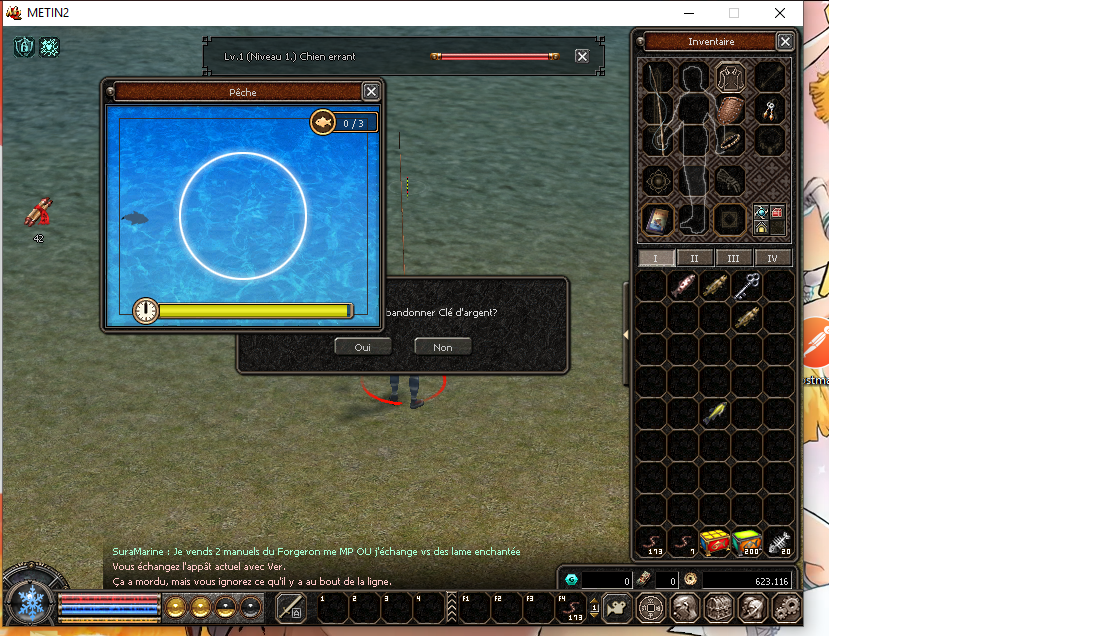 METIN2
Lv.1 (Niveau 1.) Chien errant
Inventaire
Pêche
0 / 3
42
I II III IV
bandonner Clé d'argent?
Oui Non
173 7 200 20
SuraMarine : Je vends 2 manuels du Forgeron me MP OU j'échange vs des lame enchantée
Vous échangez l'appât actuel avec Ver.
Ça a mordu, mais vous ignorez ce qu'il y a au bout de la ligne.
0 0 623.116
1 2 3 4 F1 F2 F3 F4 173 1